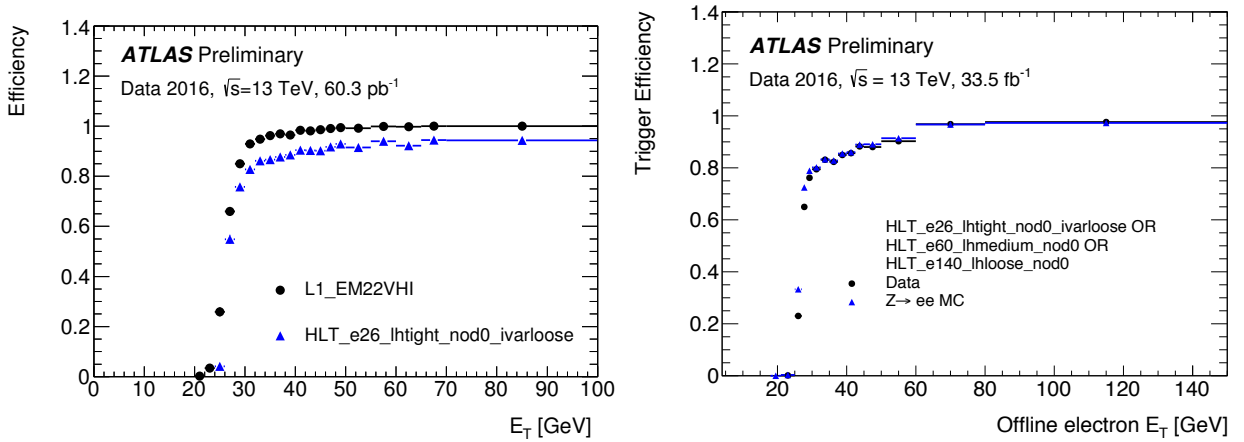 ATLAS Preliminary
Data 2016, √s=13 TeV, 60.3 pb⁻¹
Efficiency
1.4
1.2
1
0.8
0.6
0.4
0.2
0
L1_EM22VHI
HLT_e26_lhtight_nod0_ivarloose
0 10 20 30 40 50 60 70 80 90 100
E_T [GeV]
ATLAS Preliminary
Data 2016, √s = 13 TeV, 33.5 fb⁻¹
Trigger Efficiency
1.4
1.2
1
0.8
0.6
0.4
0.2
0
HLT_e26_lhtight_nod0_ivarloose OR
HLT_e60_lhmedium_nod0 OR
HLT_e140_lhloose_nod0
Data
Z→ ee MC
20 40 60 80 100 120 140
Offline electron E_T [GeV]